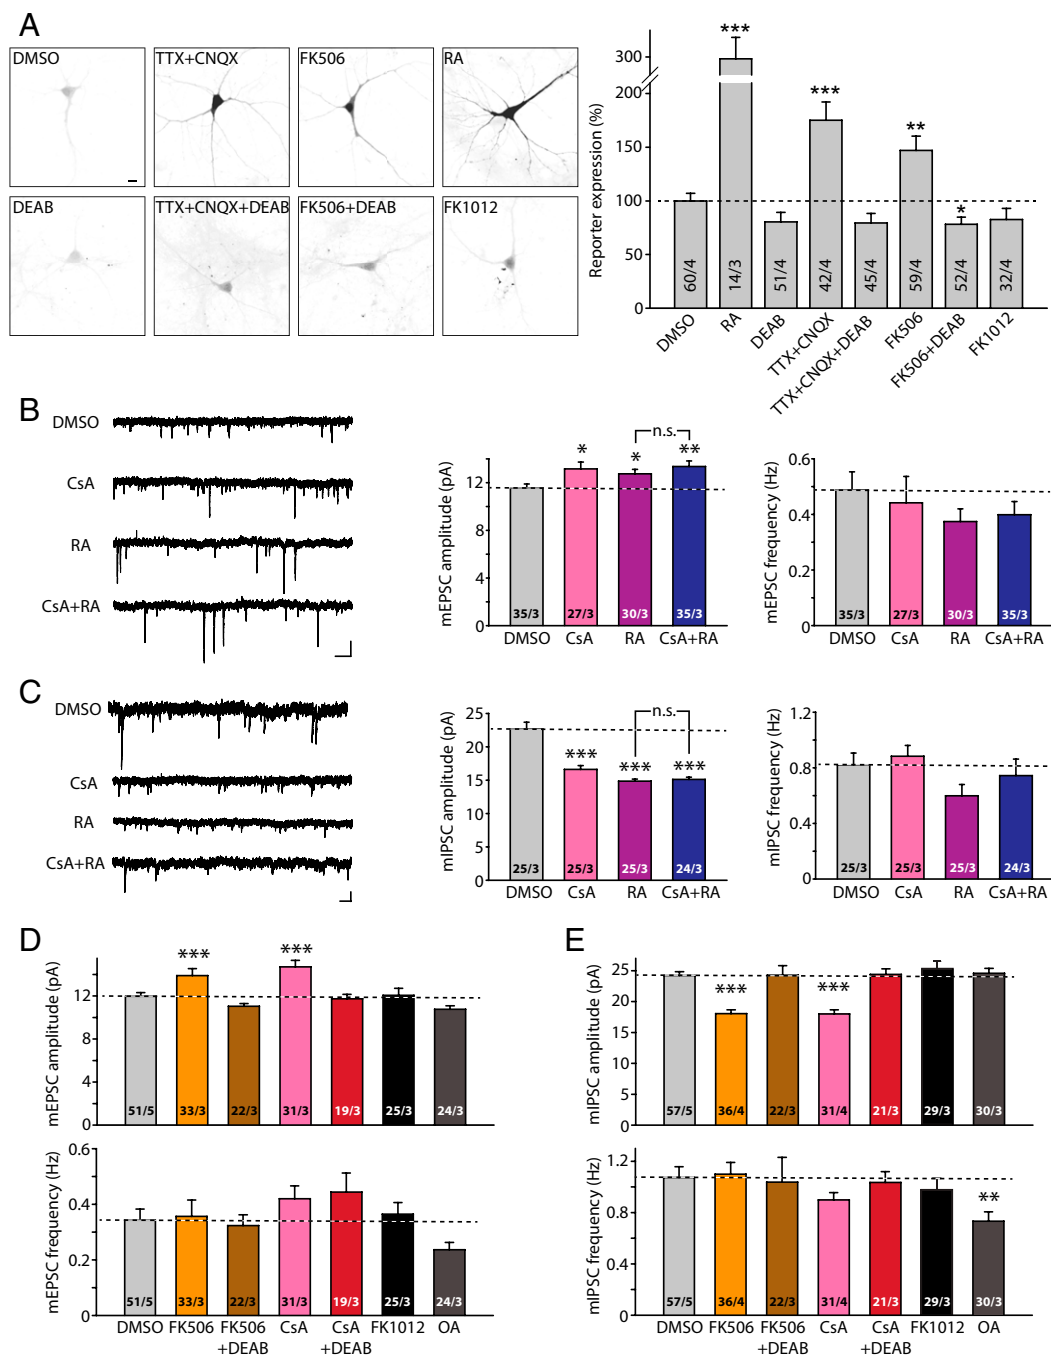 A
DMSO
TTX+CNQX
FK506
RA
DEAB
TTX+CNQX+DEAB
FK506+DEAB
FK1012
Reporter expression (%)
300
200
150
100
50
0
***
***
**
*
60/4
14/3
51/4
42/4
45/4
59/4
52/4
32/4
DMSO
RA
DEAB
TTX+CNQX
TTX+CNQX+DEAB
FK506
FK506+DEAB
FK1012
B
DMSO
CsA
RA
CsA+RA
mEPSC amplitude (pA)
12
8
4
0
n.s.
*
*
**
35/3
27/3
30/3
35/3
DMSO
CsA
RA
CsA+RA
mEPSC frequency (Hz)
0.6
0.4
0.2
0
35/3
27/3
30/3
35/3
DMSO
CsA
RA
CsA+RA
C
DMSO
CsA
RA
CsA+RA
mIPSC amplitude (pA)
25
20
15
10
5
0
n.s.
***
***
***
25/3
25/3
25/3
24/3
DMSO
CsA
RA
CsA+RA
mIPSC frequency (Hz)
1.2
0.8
0.4
0
25/3
25/3
25/3
24/3
DMSO
CsA
RA
CsA+RA
D
mEPSC amplitude (pA)
12
8
4
0
***
***
51/5
33/3
22/3
31/3
19/3
25/3
24/3
mEPSC frequency (Hz)
0.6
0.4
0.2
0
51/5
33/3
22/3
31/3
19/3
25/3
24/3
DMSO
FK506
FK506
+DEAB
CsA
CsA
+DEAB
FK1012
OA
E
mIPSC amplitude (pA)
25
20
15
10
5
0
***
***
57/5
36/4
22/3
31/4
21/3
29/3
30/3
mIPSC frequency (Hz)
1.2
0.8
0.4
0
**
57/5
36/4
22/3
31/4
21/3
29/3
30/3
DMSO
FK506
FK506
+DEAB
CsA
CsA
+DEAB
FK1012
OA